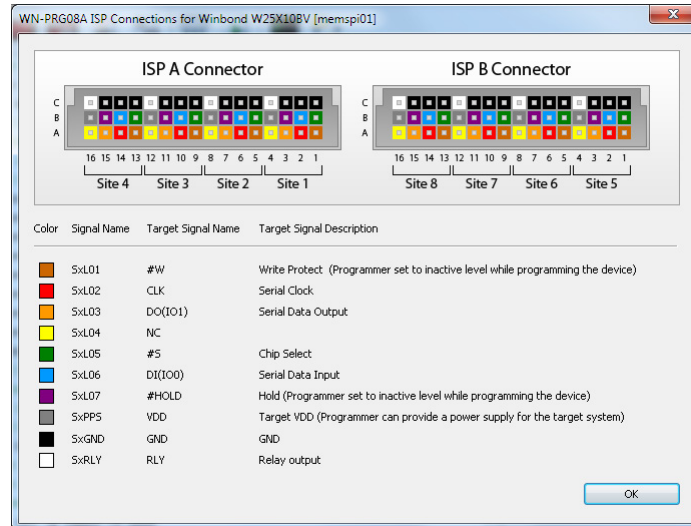 WN-PRG08A ISP Connections for Winbond W25X10BV [memspi01]
ISP A Connector ISP B Connector
C C
B B
A A
16 15 14 13 12 11 10 9 8 7 6 5 4 3 2 1 16 15 14 13 12 11 10 9 8 7 6 5 4 3 2 1
Site 4 Site 3 Site 2 Site 1 Site 8 Site 7 Site 6 Site 5
Color Signal Name Target Signal Name Target Signal Description
SxL01 #W Write Protect (Programmer set to inactive level while programming the device)
SxL02 CLK Serial Clock
SxL03 DO(IO1) Serial Data Output
SxL04 NC
SxL05 #S Chip Select
SxL06 DI(IO0) Serial Data Input
SxL07 #HOLD Hold (Programmer set to inactive level while programming the device)
SxPPS VDD Target VDD (Programmer can provide a power supply for the target system)
SxGND GND GND
SxRLY RLY Relay output
OK